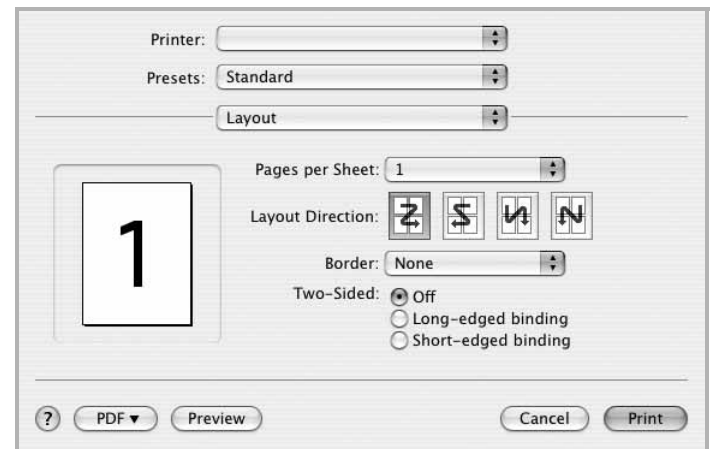 Printer:
Presets: Standard
Layout
Pages per Sheet: 1
Layout Direction:
Border: None
Two-Sided: Off
Long-edged binding
Short-edged binding
1
? PDF▼ Preview Cancel Print